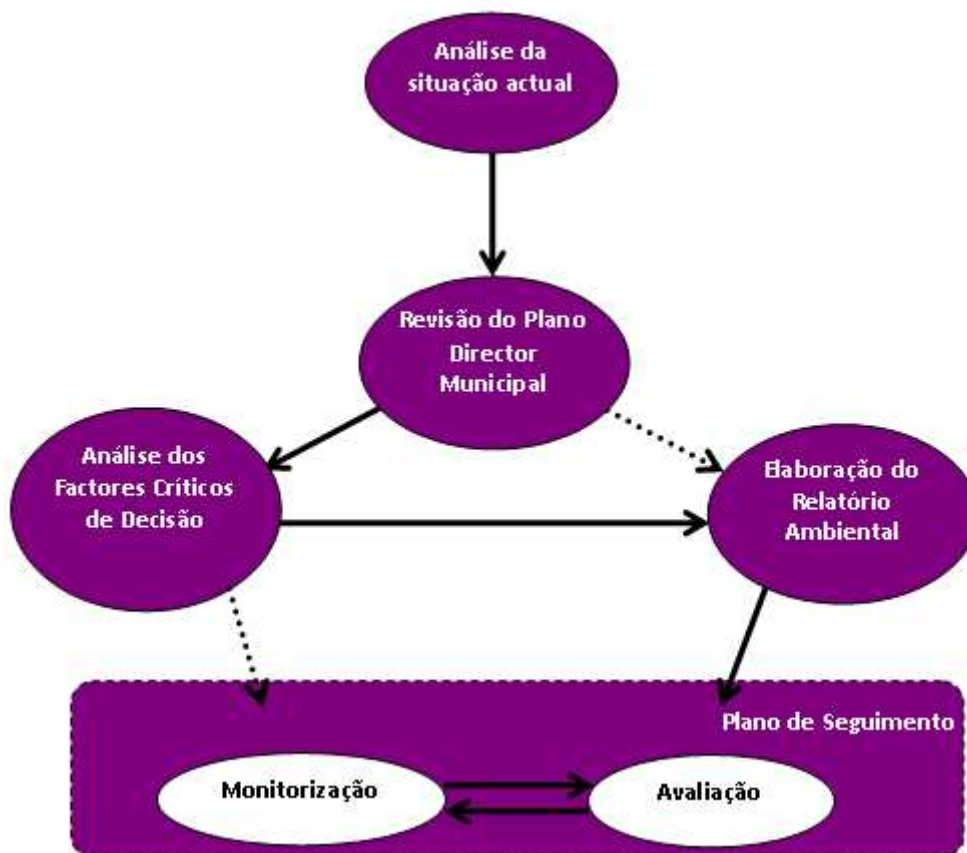 Análise da
situação actual
Revisão do Plano
Director
Municipal
Análise dos
Factores Críticos
de Decisão
Elaboração do
Relatório
Ambiental
Plano de Seguimento
Monitorização
Avaliação